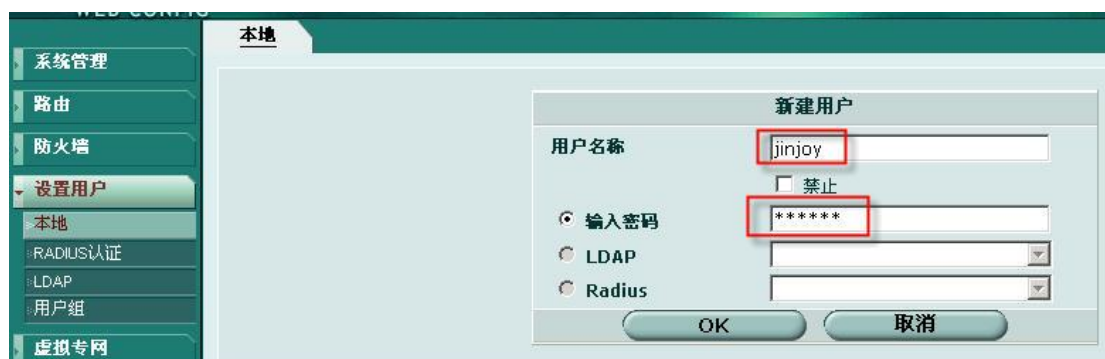 WEB CONFIG
本地
系统管理
路由
防火墙
设置用户
本地
RADIUS认证
LDAP
用户组
虚拟专网
新建用户
用户名称
jinjoy
禁止
输入密码
******
LDAP
Radius
OK
取消